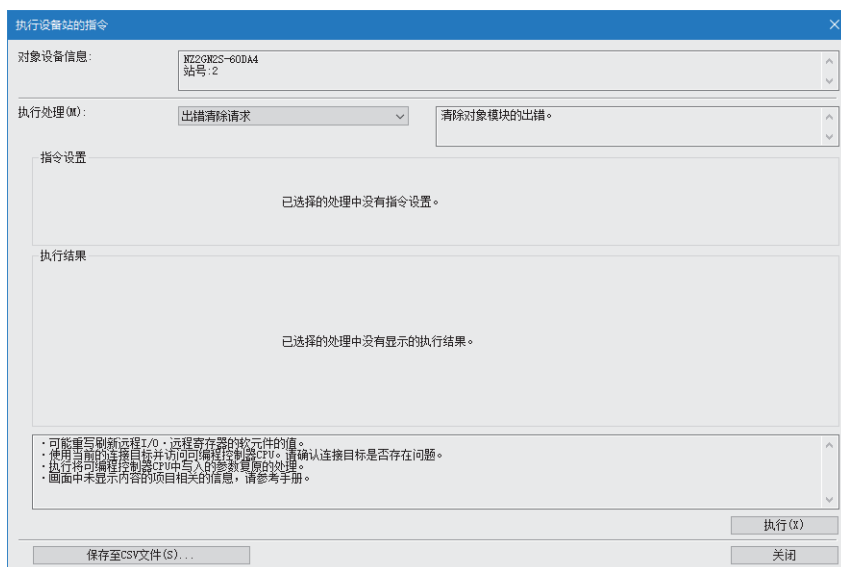 执行设备站的指令
对象设备信息:
NZ2GN2S-60DA4
站号:2
执行处理(M):
出错清除请求
清除对象模块的出错。
指令设置
已选择的处理中没有指令设置。
执行结果
已选择的处理中没有显示的执行结果。
・可能重写刷新远程I/O・远程寄存器的软元件的值。
・使用当前的连接目标并访问可编程控制器CPU。请确认连接目标是否存在问题。
・执行将可编程控制器CPU中写入的参数复原的处理。
・画面中未显示内容的项目相关的信息，请参考手册。
执行(X)
保存至CSV文件(S)...
关闭